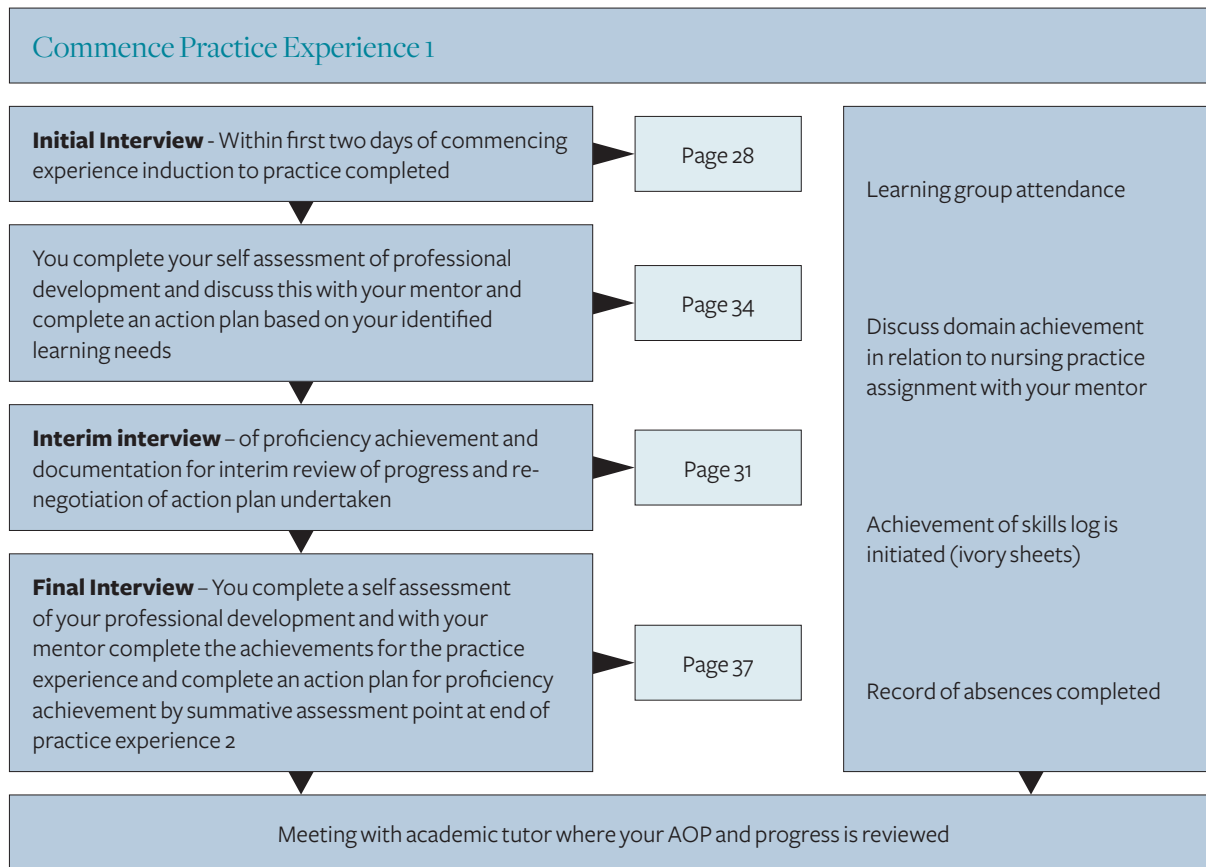 Commence Practice Experience 1
Initial Interview - Within first two days of commencing
experience induction to practice completed
Page 28
You complete your self assessment of professional
development and discuss this with your mentor and
complete an action plan based on your identified
learning needs
Page 34
Interim interview – of proficiency achievement and
documentation for interim review of progress and re-
negotiation of action plan undertaken
Page 31
Final Interview – You complete a self assessment
of your professional development and with your
mentor complete the achievements for the practice
experience and complete an action plan for proficiency
achievement by summative assessment point at end of
practice experience 2
Page 37
Learning group attendance
Discuss domain achievement
in relation to nursing practice
assignment with your mentor
Achievement of skills log is
initiated (ivory sheets)
Record of absences completed
Meeting with academic tutor where your AOP and progress is reviewed